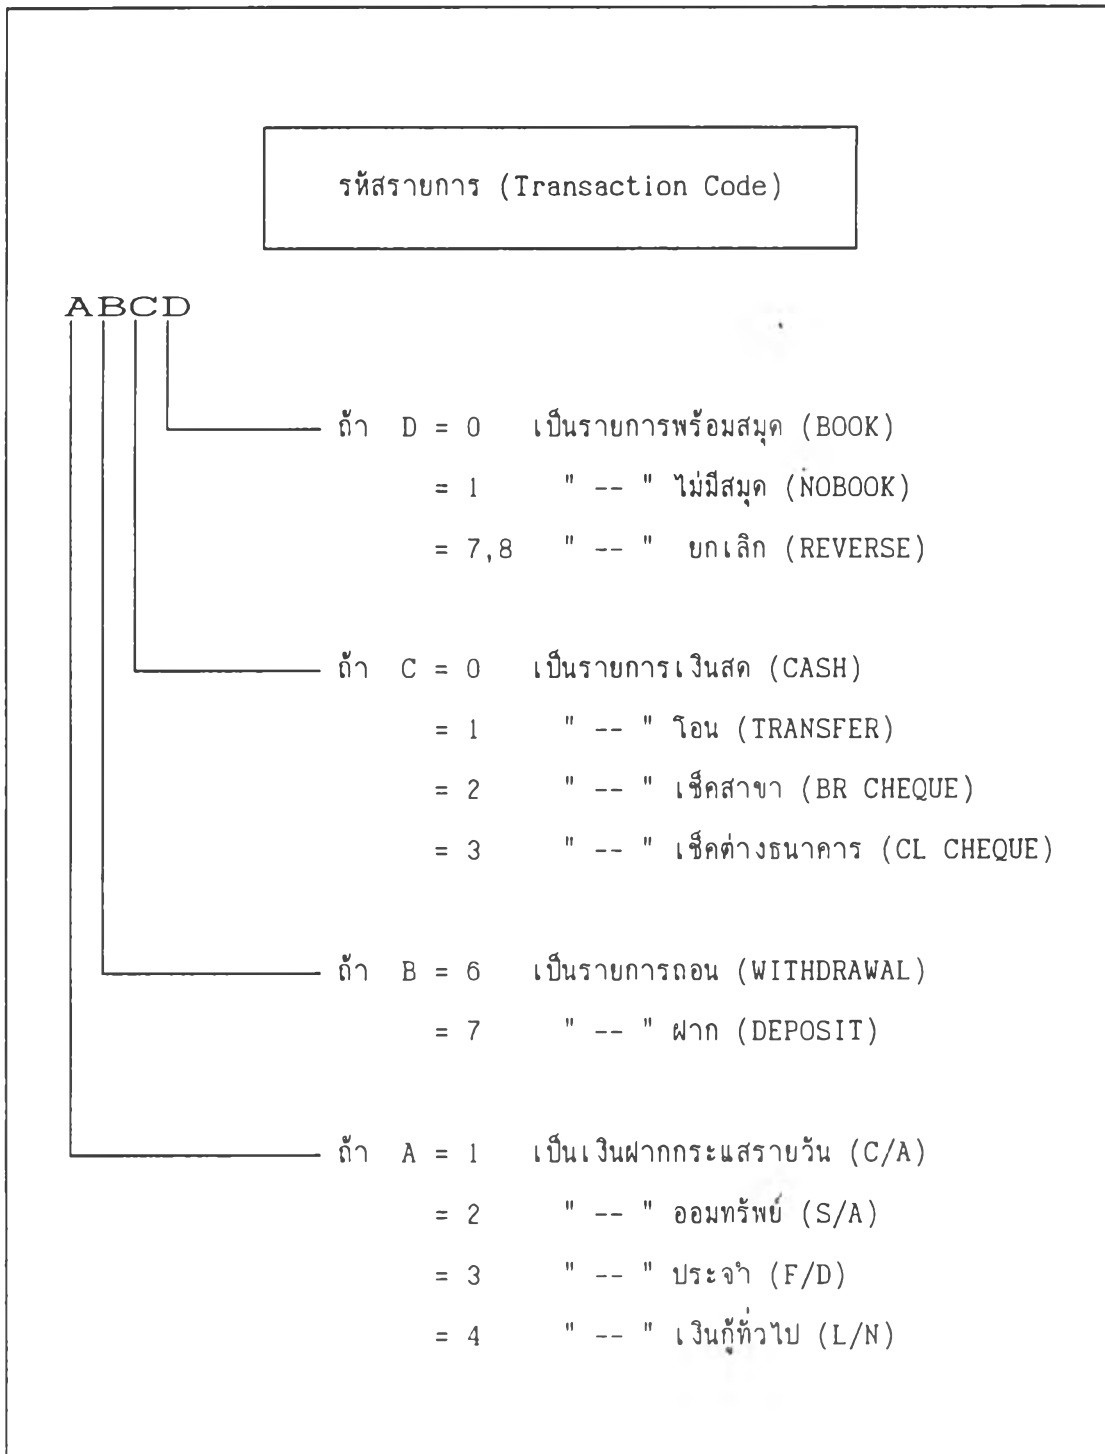 รหัสรายการ (Transaction Code)
ABCD
ถ้า D = 0 เป็นรายการพร้อมสมุด (BOOK)
= 1 " -- " ไม่มีสมุด (NOBOOK)
= 7,8 " -- " ยกเลิก (REVERSE)
ถ้า C = 0 เป็นรายการเงินสด (CASH)
= 1 " -- " โอน (TRANSFER)
= 2 " -- " เช็คสาขา (BR CHEQUE)
= 3 " -- " เช็คต่างธนาคาร (CL CHEQUE)
ถ้า B = 6 เป็นรายการถอน (WITHDRAWAL)
= 7 " -- " ฝาก (DEPOSIT)
ถ้า A = 1 เป็นเงินฝากกระแสรายวัน (C/A)
= 2 " -- " ออมทรัพย์ (S/A)
= 3 " -- " ประจำ (F/D)
= 4 " -- " เงินกู้ทั่วไป (L/N)